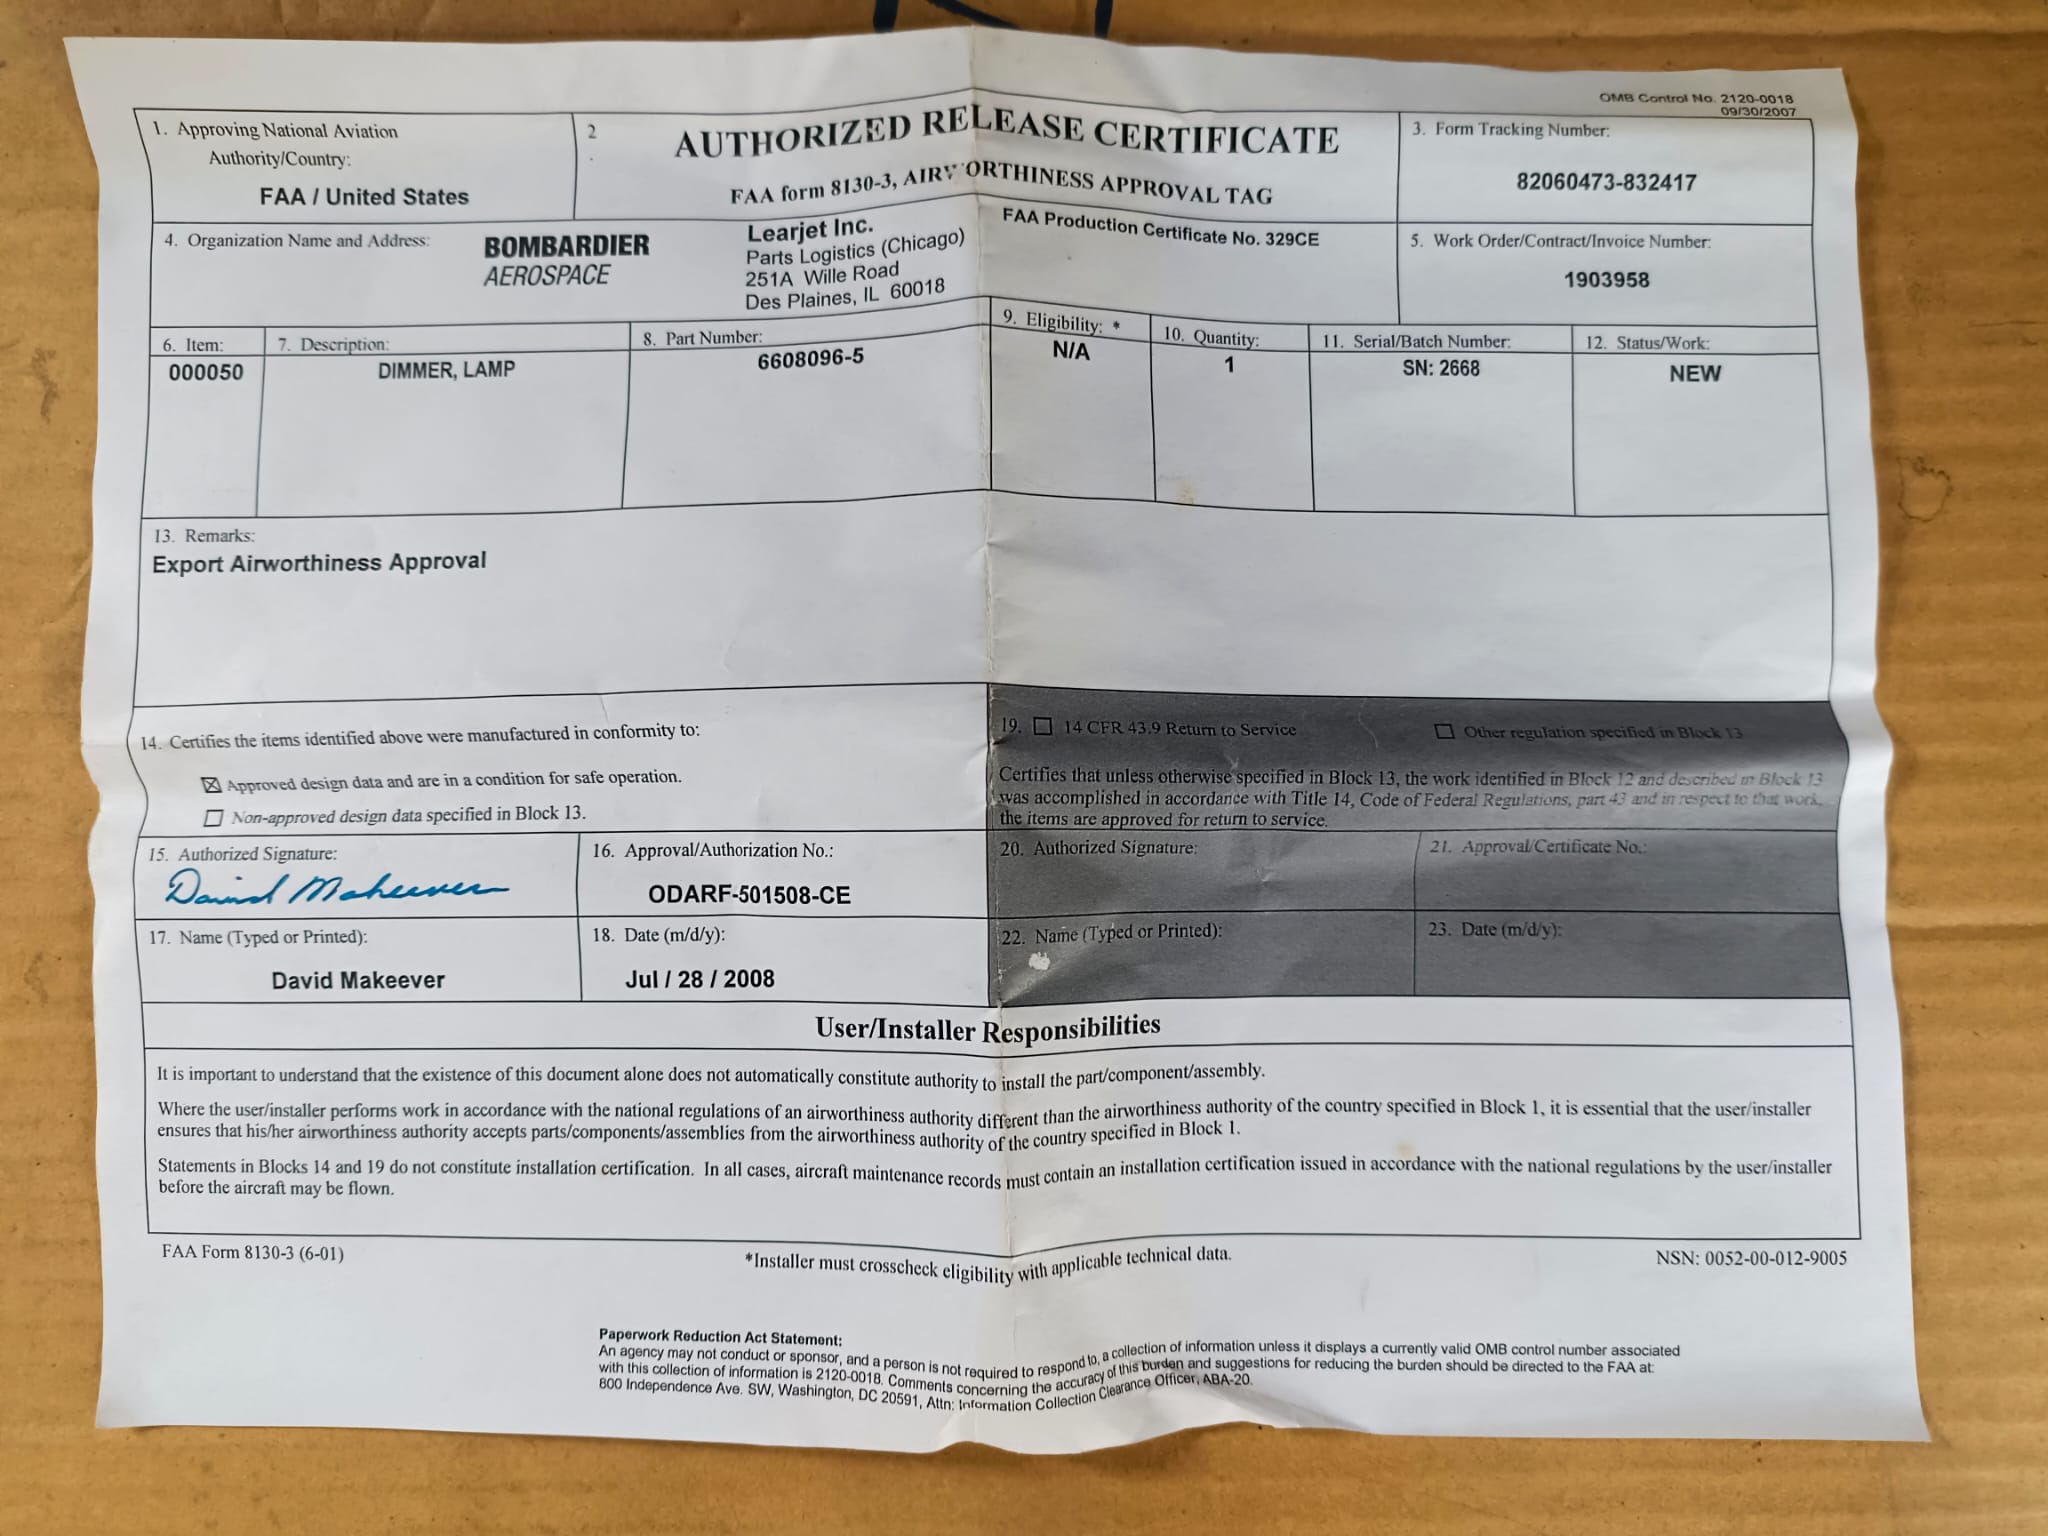 OMB Control No. 2120-0018
09/30/2007
1. Approving National Aviation
Authority/Country:
FAA / United States
2
.
AUTHORIZED RELEASE CERTIFICATE
FAA form 8130-3, AIRWORTHINESS APPROVAL TAG
3. Form Tracking Number:
82060473-832417
4. Organization Name and Address:
BOMBARDIER
AEROSPACE
Learjet Inc.
Parts Logistics (Chicago)
251A Wille Road
Des Plaines, IL 60018
FAA Production Certificate No. 329CE
5. Work Order/Contract/Invoice Number:
1903958
6. Item:
000050
7. Description:
DIMMER, LAMP
8. Part Number:
6608096-5
9. Eligibility: *
N/A
10. Quantity:
1
11. Serial/Batch Number:
SN: 2668
12. Status/Work:
NEW
13. Remarks:
Export Airworthiness Approval
14. Certifies the items identified above were manufactured in conformity to:
☒ Approved design data and are in a condition for safe operation.
☐ Non-approved design data specified in Block 13.
19. ☐ 14 CFR 43.9 Return to Service ☐ Other regulation specified in Block 13
Certifies that unless otherwise specified in Block 13, the work identified in Block 12 and described in Block 13
was accomplished in accordance with Title 14, Code of Federal Regulations, part 43 and in respect to that work,
the items are approved for return to service.
15. Authorized Signature:
David Makeever
16. Approval/Authorization No.:
ODARF-501508-CE
20. Authorized Signature:
21. Approval/Certificate No.:
17. Name (Typed or Printed):
David Makeever
18. Date (m/d/y):
Jul / 28 / 2008
22. Name (Typed or Printed):
23. Date (m/d/y):
User/Installer Responsibilities
It is important to understand that the existence of this document alone does not automatically constitute authority to install the part/component/assembly.
Where the user/installer performs work in accordance with the national regulations of an airworthiness authority different than the airworthiness authority of the country specified in Block 1, it is essential that the user/installer
ensures that his/her airworthiness authority accepts parts/components/assemblies from the airworthiness authority of the country specified in Block 1.
Statements in Blocks 14 and 19 do not constitute installation certification. In all cases, aircraft maintenance records must contain an installation certification issued in accordance with the national regulations by the user/installer
before the aircraft may be flown.
FAA Form 8130-3 (6-01)
*Installer must crosscheck eligibility with applicable technical data.
NSN: 0052-00-012-9005
Paperwork Reduction Act Statement:
An agency may not conduct or sponsor, and a person is not required to respond to, a collection of information unless it displays a currently valid OMB control number associated
with this collection of information is 2120-0018. Comments concerning the accuracy of this burden and suggestions for reducing the burden should be directed to the FAA at:
800 Independence Ave. SW, Washington, DC 20591, Attn: Information Collection Clearance Officer, ABA-20.